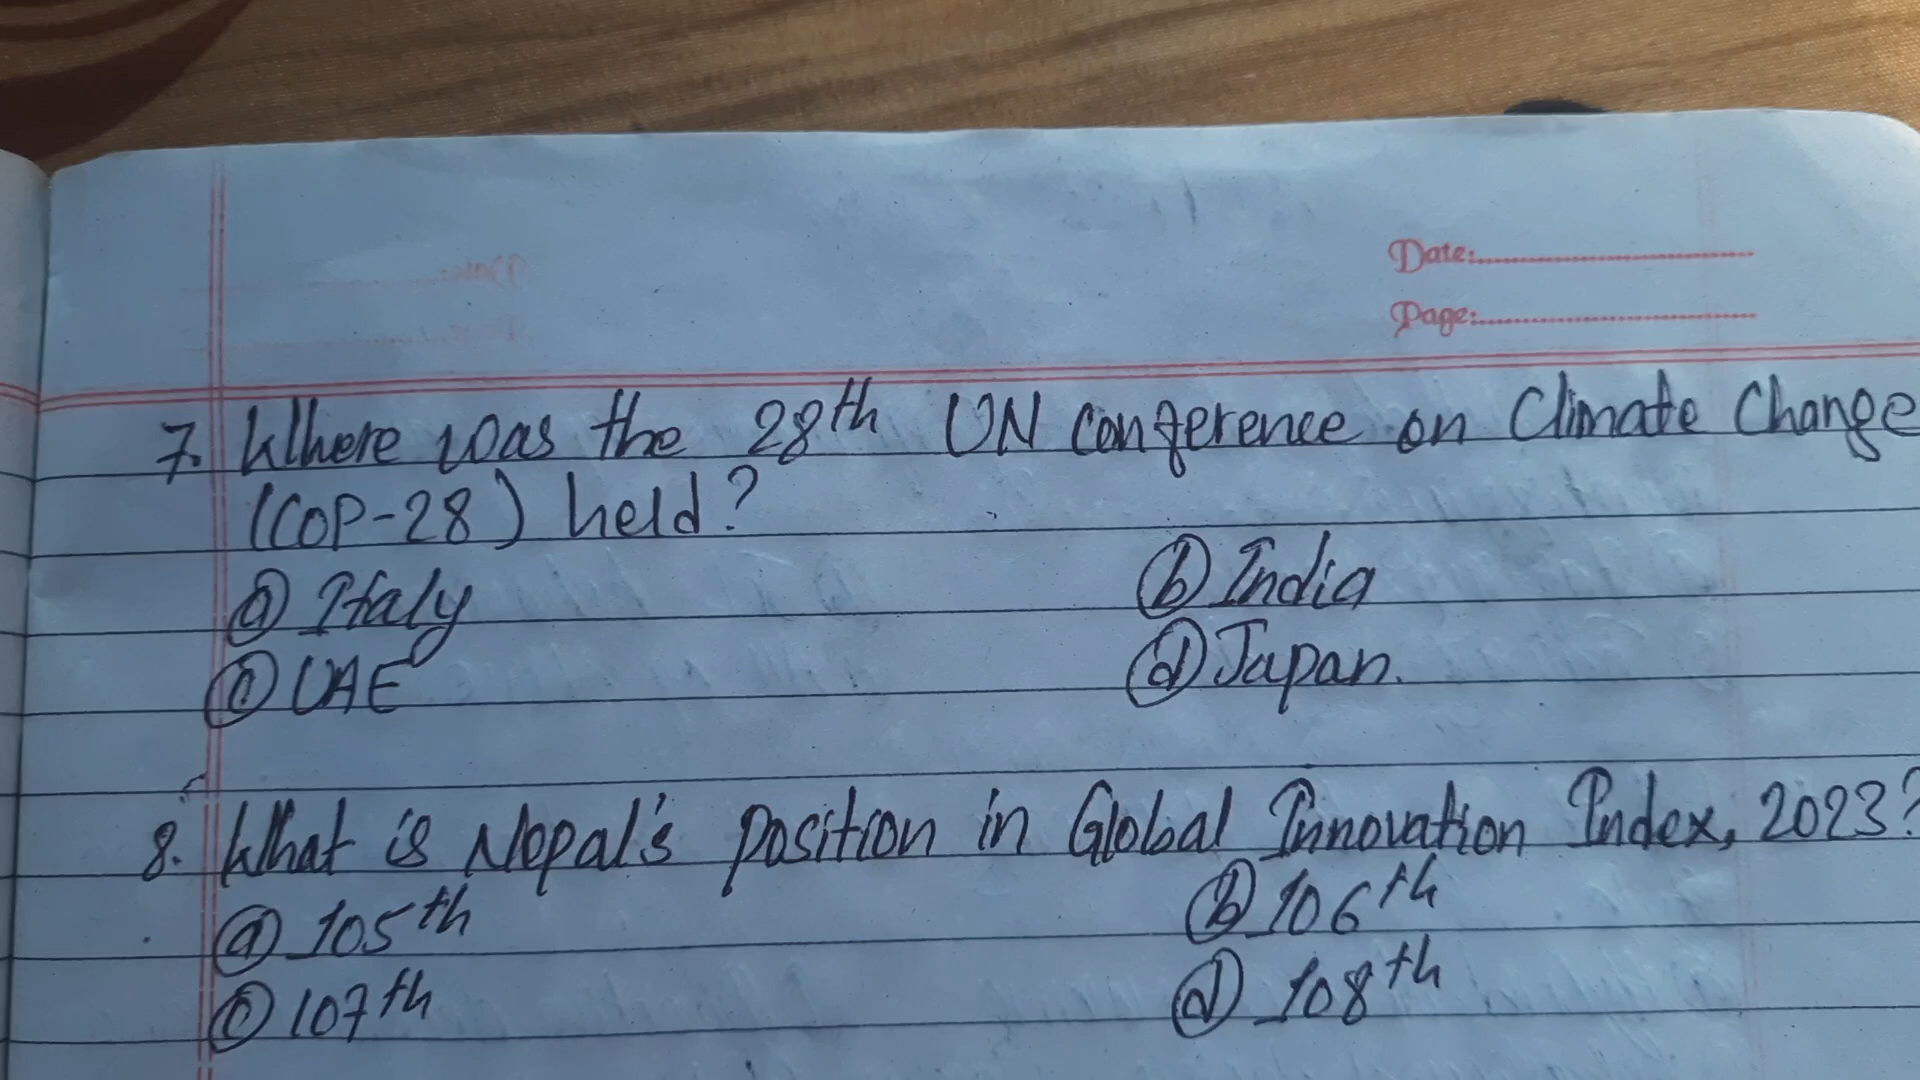 Date:
Page:
7. Where was the 28th UN conference on Climate Change
(COP-28) held?
ⓐ Italy ⓑ India
ⓒ UAE ⓓ Japan.
8. What is Nepal's position in Global Innovation Index, 2023?
ⓐ 105th ⓑ 106th
ⓒ 107th ⓓ 108th